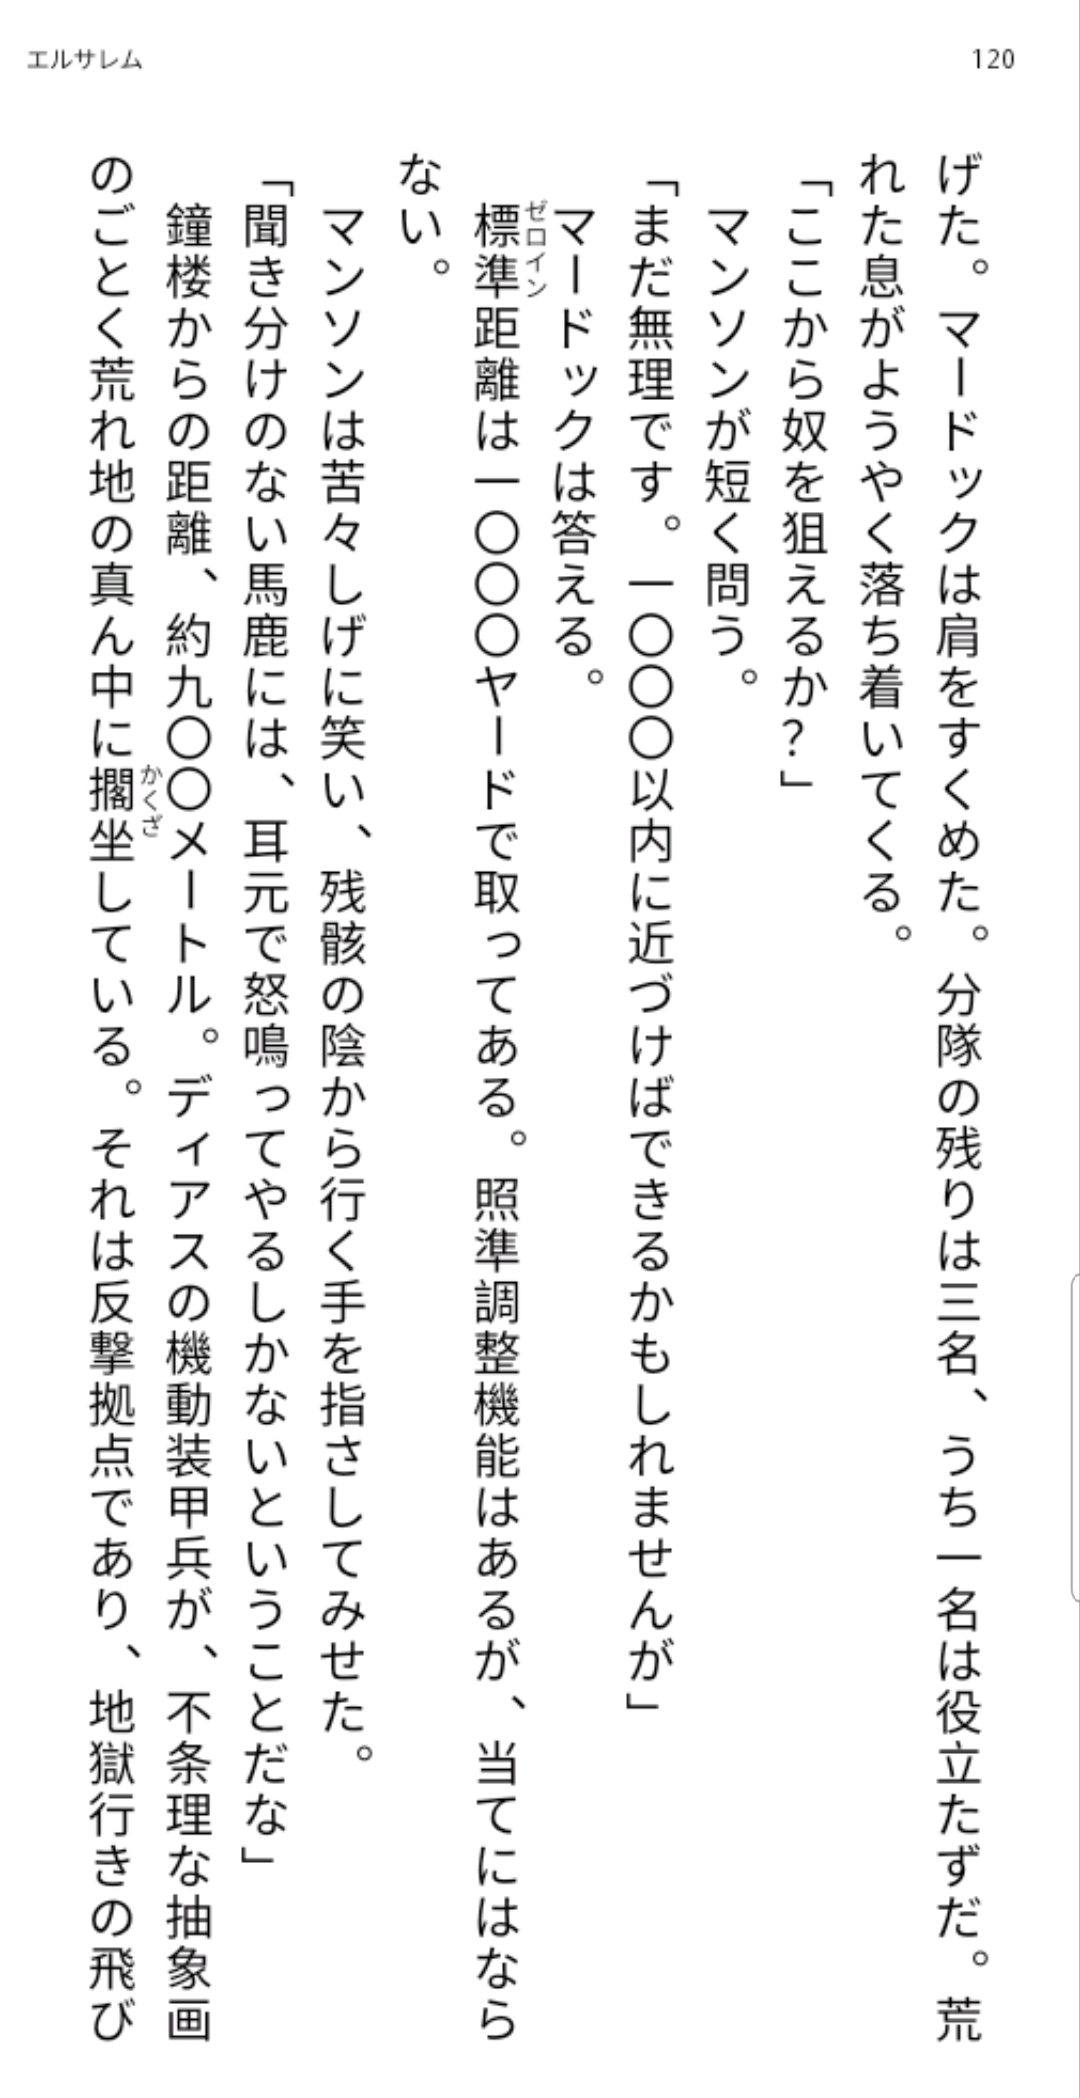 エルサレム
120
げた。マードックは肩をすくめた。分隊の残りは三名、うち一名は役立たずだ。荒
れた息がようやく落ち着いてくる。
「ここから奴を狙えるか？」
マンソンが短く問う。
「まだ無理です。一〇〇〇以内に近づけばできるかもしれませんが」
マードックは答える。
ゼロイン
標準距離は一〇〇〇ヤードで取ってある。照準調整機能はあるが、当てにはなら
ない。
マンソンは苦々しげに笑い、残骸の陰から行く手を指さしてみせた。
「聞き分けのない馬鹿には、耳元で怒鳴ってやるしかないということだな」
鐘楼からの距離、約九〇〇メートル。ディアスの機動装甲兵が、不条理な抽象画
かくざ
のごとく荒れ地の真ん中に擱坐している。それは反撃拠点であり、地獄行きの飛び